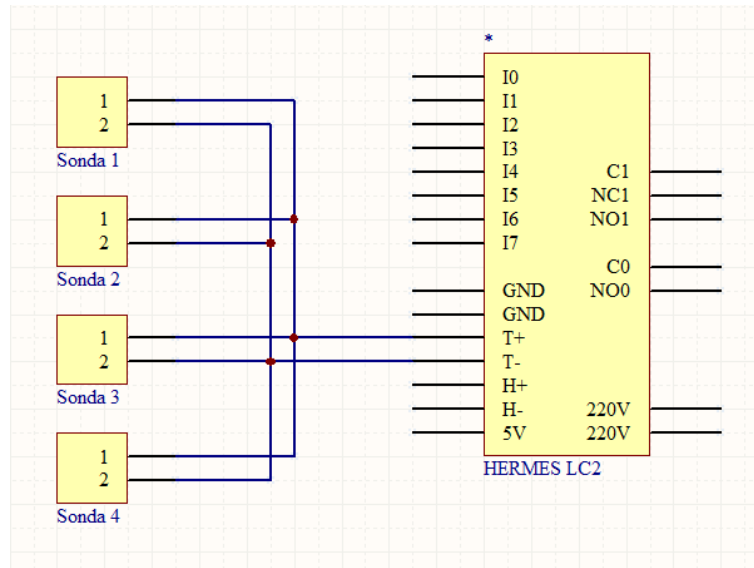 *
1
2
Sonda 1
1
2
Sonda 2
1
2
Sonda 3
1
2
Sonda 4
I0
I1
I2
I3
I4 C1
I5 NC1
I6 NO1
I7
C0
GND NO0
GND
T+
T-
H+
H- 220V
5V 220V
HERMES LC2